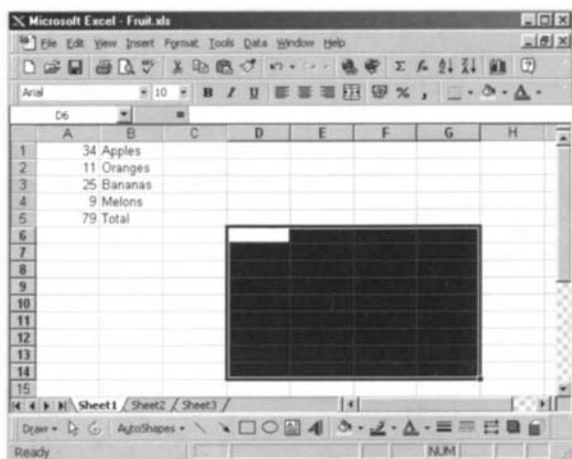 Microsoft Excel - Fruit.xls
File Edit View Insert Format Tools Data Window Help
Arial 10 B I U % ,
D6 =
A B C D E F G H
1 34 Apples
2 11 Oranges
3 25 Bananas
4 9 Melons
5 79 Total
6
7
8
9
10
11
12
13
14
15
Sheet1 Sheet2 Sheet3
Draw AutoShapes
Ready NUM